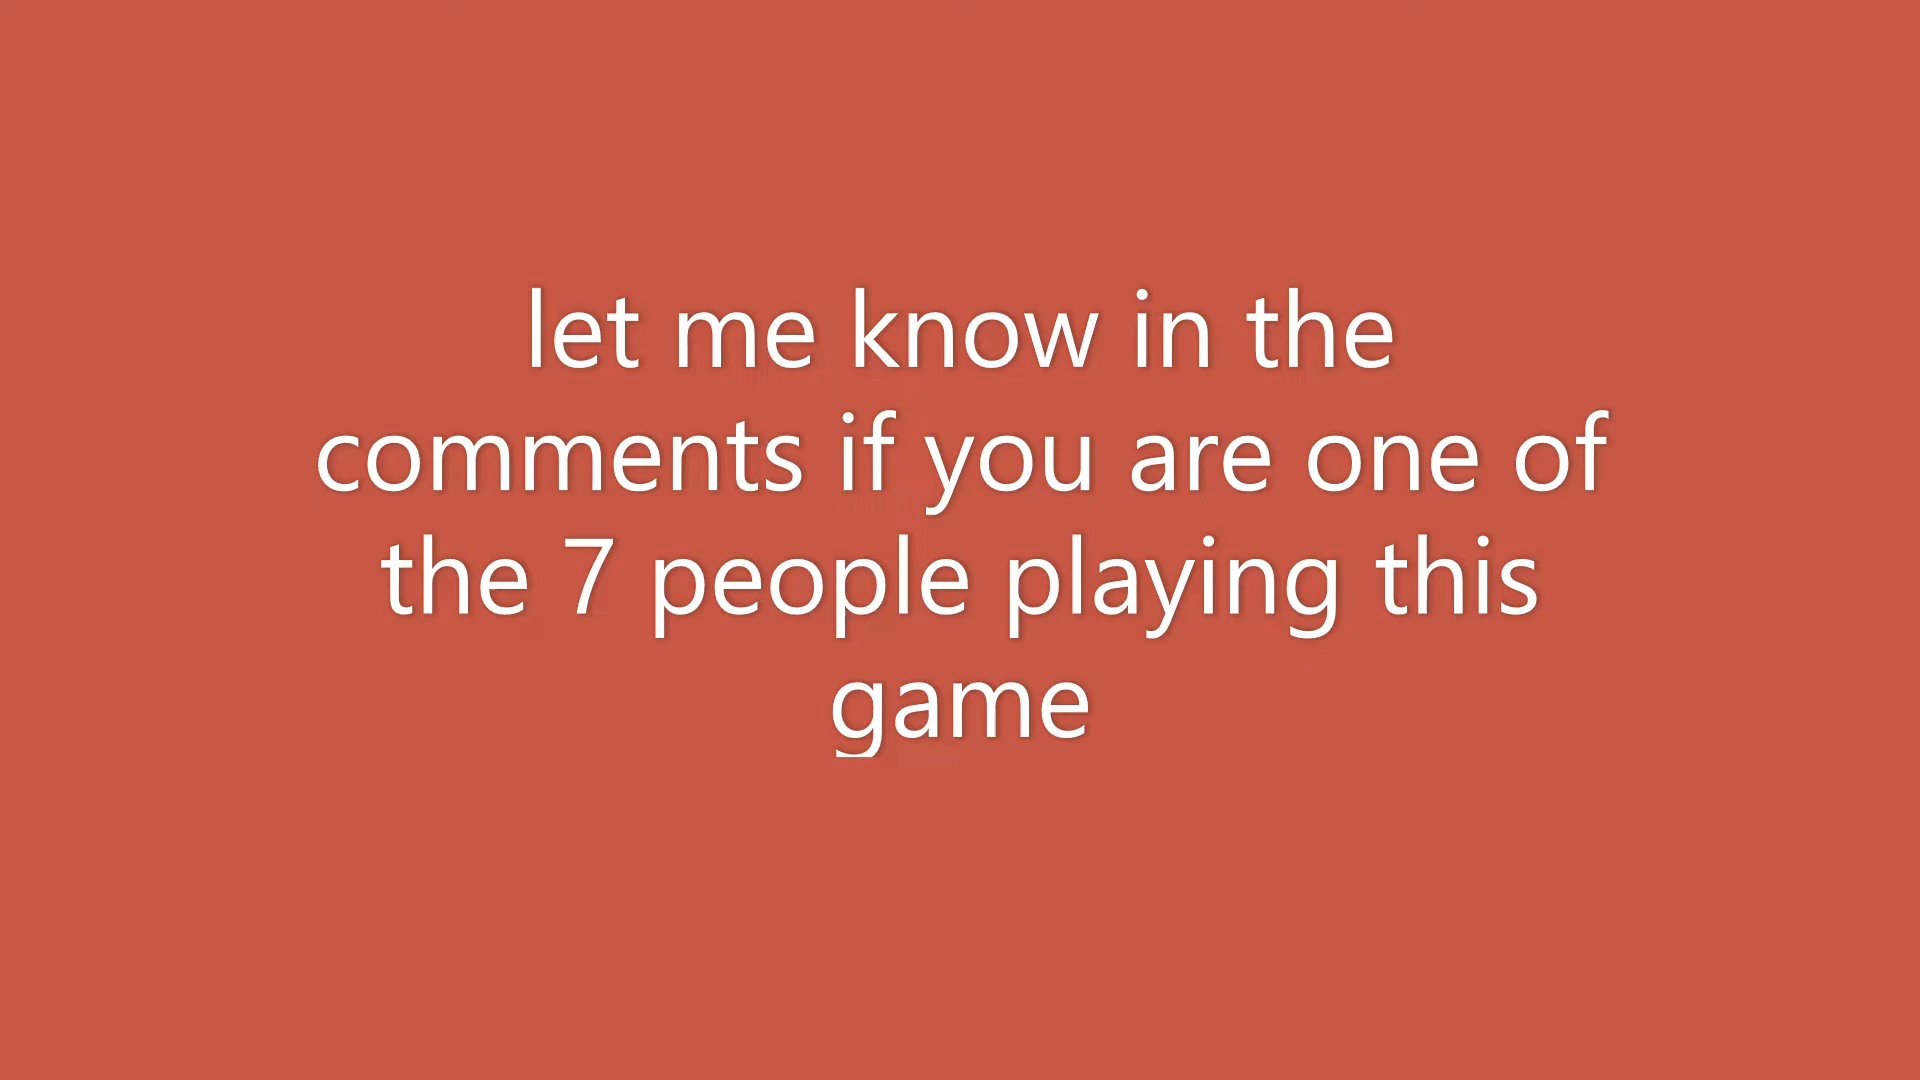 let me know in the
comments if you are one of
the 7 people playing this
game